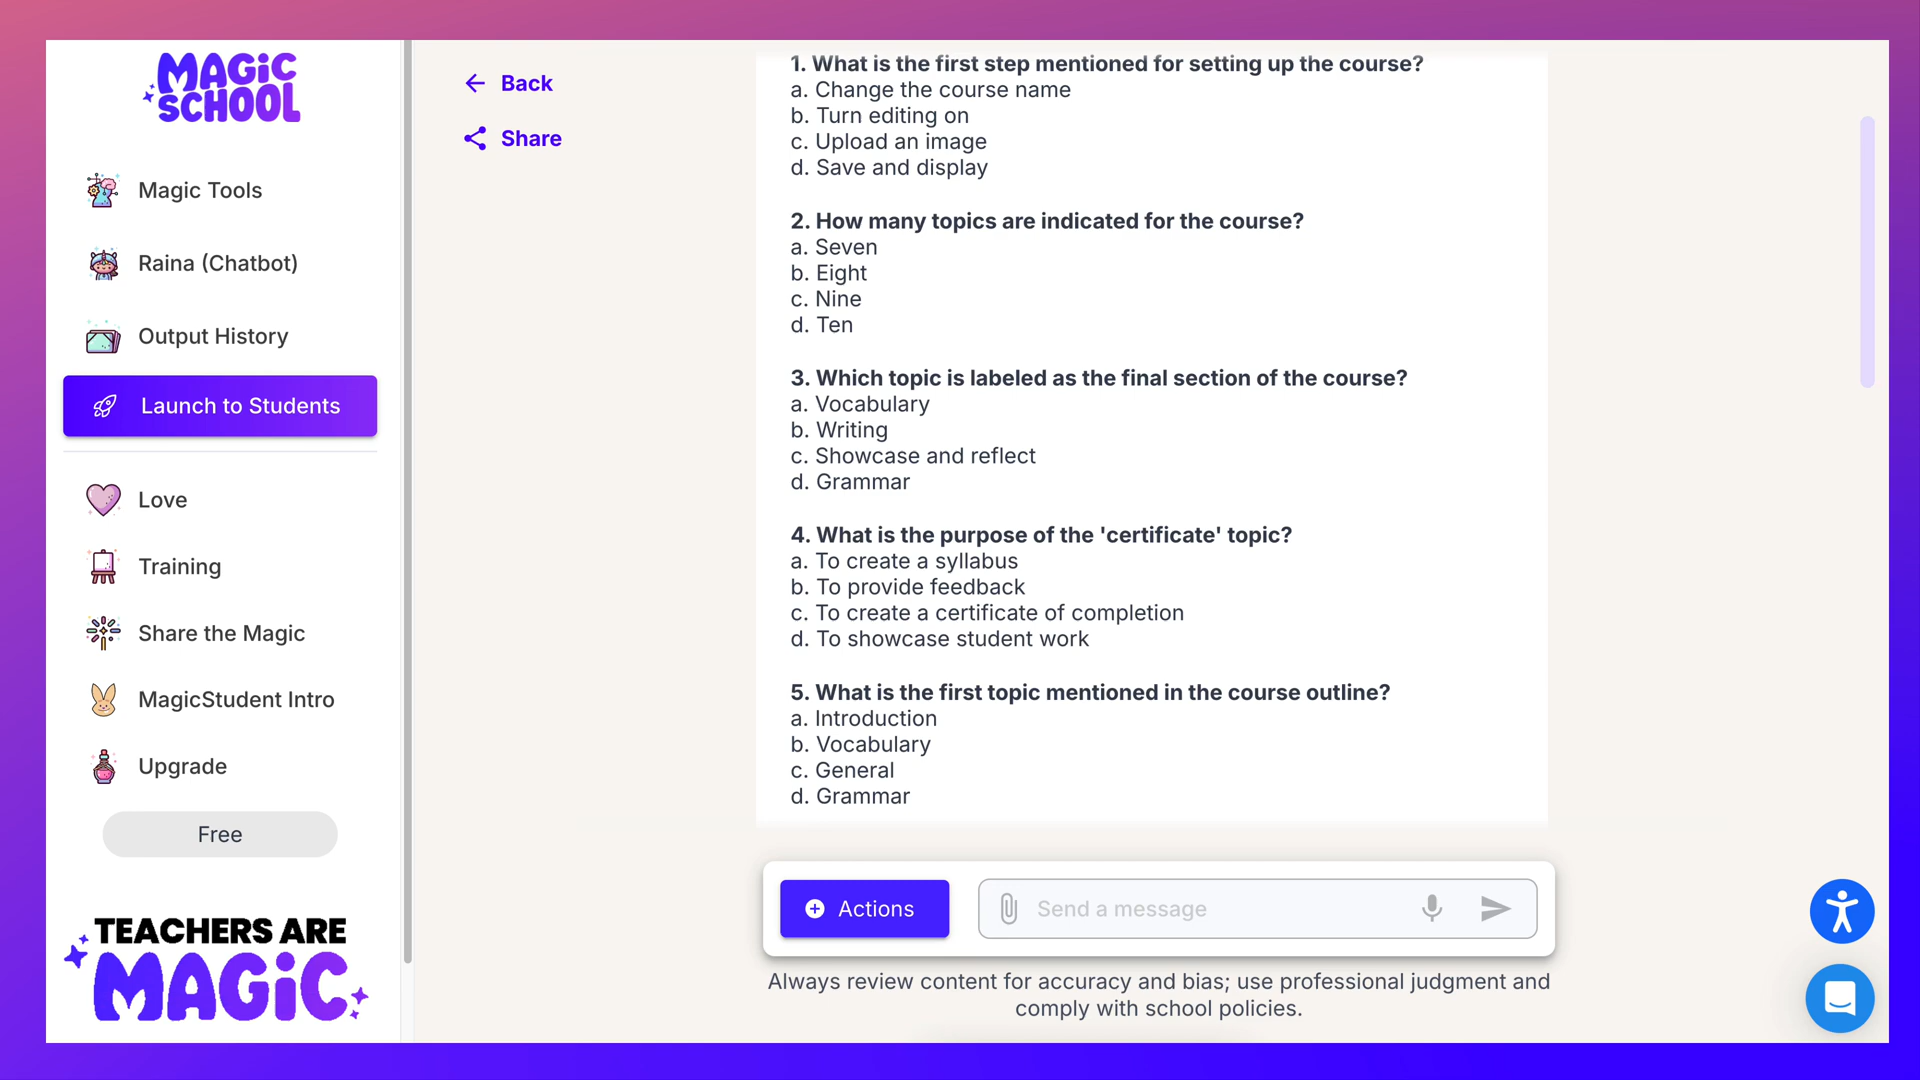 MAGiC
SCHOOL
Magic Tools
Raina (Chatbot)
Output History
Launch to Students
Love
Training
Share the Magic
MagicStudent Intro
Upgrade
Free
TEACHERS ARE
MAGiC
Back
Share
1. What is the first step mentioned for setting up the course?
a. Change the course name
b. Turn editing on
c. Upload an image
d. Save and display
2. How many topics are indicated for the course?
a. Seven
b. Eight
c. Nine
d. Ten
3. Which topic is labeled as the final section of the course?
a. Vocabulary
b. Writing
c. Showcase and reflect
d. Grammar
4. What is the purpose of the 'certificate' topic?
a. To create a syllabus
b. To provide feedback
c. To create a certificate of completion
d. To showcase student work
5. What is the first topic mentioned in the course outline?
a. Introduction
b. Vocabulary
c. General
d. Grammar
Actions
Send a message
Always review content for accuracy and bias; use professional judgment and
comply with school policies.